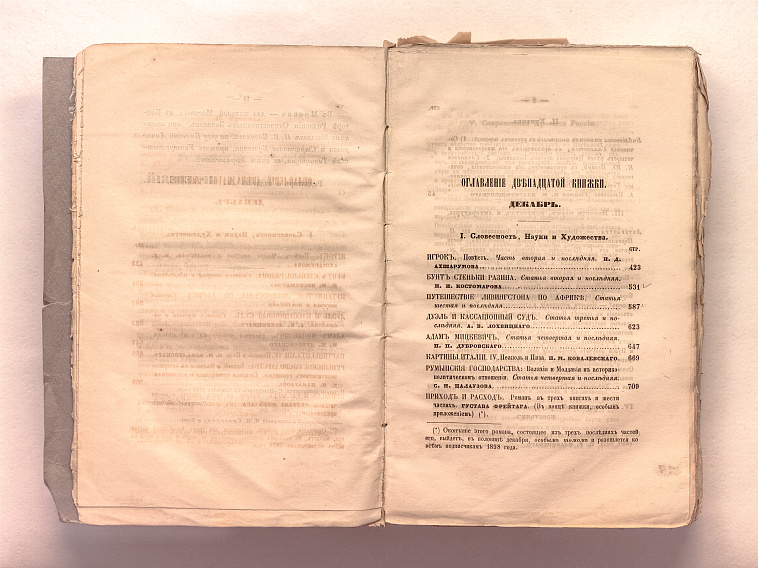 ОГЛАВЛЕНІЕ ДВѢНАДЦАТОЙ КНИЖКИ.
ДЕКАБРЬ.
I. Словесность, Науки и Художества.
СТР.
ИГРОКЪ. Повѣсть. Часть вторая и послѣдняя. Н. Д.
АХШАРУМОВА 423
БУНТЪ СТЕНЬКИ РАЗИНА. Статья вторая и послѣдняя.
Н. И. КОСТОМАРОВА 531
ПУТЕШЕСТВІЕ ЛИВИНГСТОНА ПО АФРИКѢ. Статья
шестая и послѣдняя 587
ДУЭЛЬ И КАССАЦІОННЫЙ СУДЪ. Статья третья и по-
слѣдняя. А. В. ЛОХВИЦКАГО 623
АДАМЪ МИЦКЕВИЧЪ. Статья четвертая и послѣдняя.
Н. П. ДУБРОВСКАГО 647
КАРТИНЫ ИТАЛІИ. IV. Неаполь и Пиза. П. М. КОВАЛЕВСКАГО. 669
РУМЫНСКІЯ ГОСПОДАРСТВА: Валахія и Молдавія въ историко-
политическомъ отношеніи. Статья четвертая и послѣдняя.
С. Н. ПАЛАУЗОВА 709
ПРИХОДЪ И РАСХОДЪ. Романъ въ трехъ книгахъ и шести
частяхъ. ГУСТАВА ФРЕЙТАГА. (Въ концѣ книжки, особымъ
приложеніемъ) (*).
(*) Окончаніе этого романа, состоящее изъ трехъ послѣднихъ частей
его, выйдетъ, въ половинѣ декабря, особымъ томомъ и разошлется ко
всѣмъ подписчикамъ 1858 года.